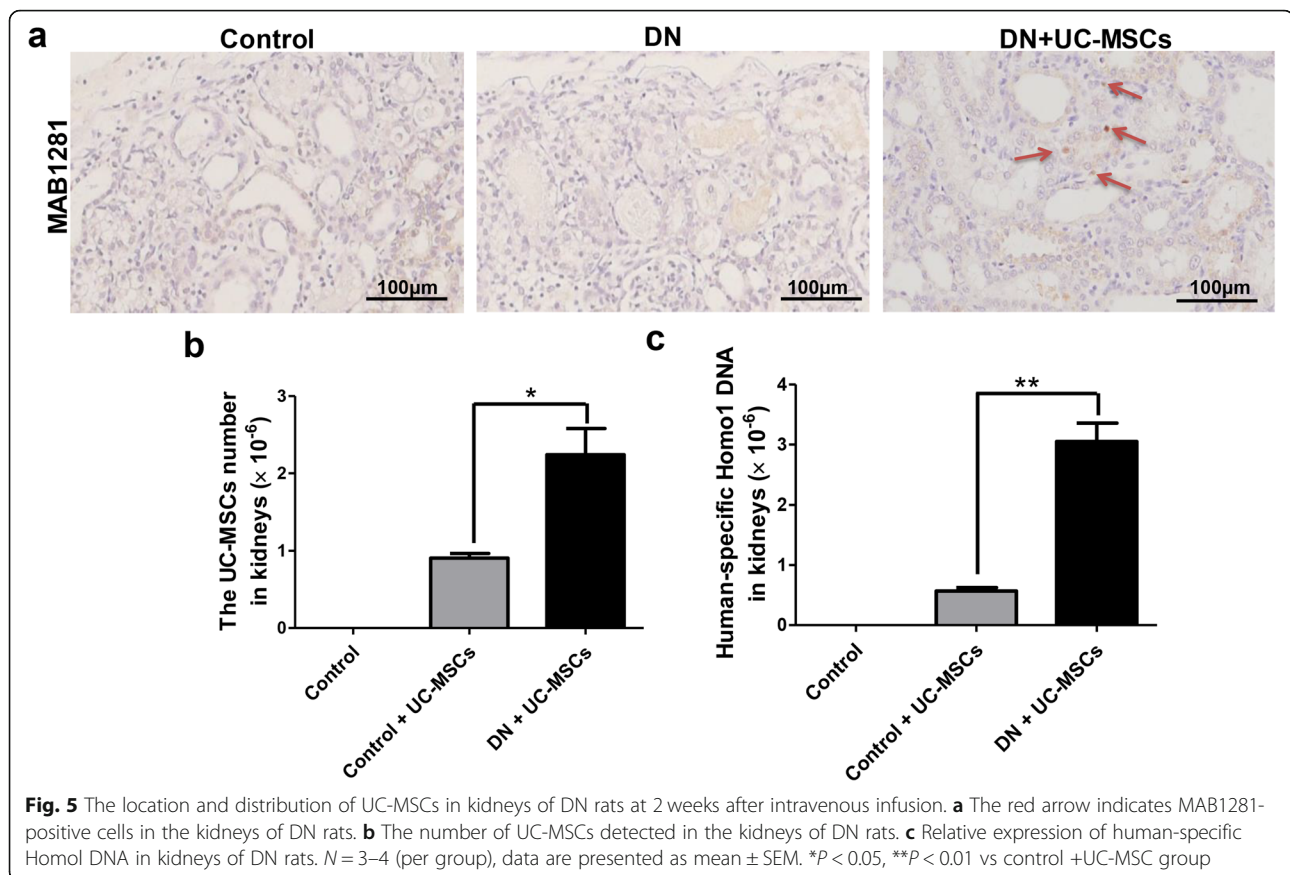 a
Control
DN
DN+UC-MSCs
MAB1281
100µm
100µm
100µm
b
The UC-MSCs number
in kidneys (× 10⁻⁶)
3
2
1
0
*
Control
Control + UC-MSCs
DN + UC-MSCs
c
Human-specific Homo1 DNA
in kidneys (× 10⁻⁶)
4
3
2
1
0
**
Control
Control + UC-MSCs
DN + UC-MSCs
Fig. 5 The location and distribution of UC-MSCs in kidneys of DN rats at 2 weeks after intravenous infusion. a The red arrow indicates MAB1281-
positive cells in the kidneys of DN rats. b The number of UC-MSCs detected in the kidneys of DN rats. c Relative expression of human-specific
Homol DNA in kidneys of DN rats. N = 3–4 (per group), data are presented as mean ± SEM. *P < 0.05, **P < 0.01 vs control +UC-MSC group